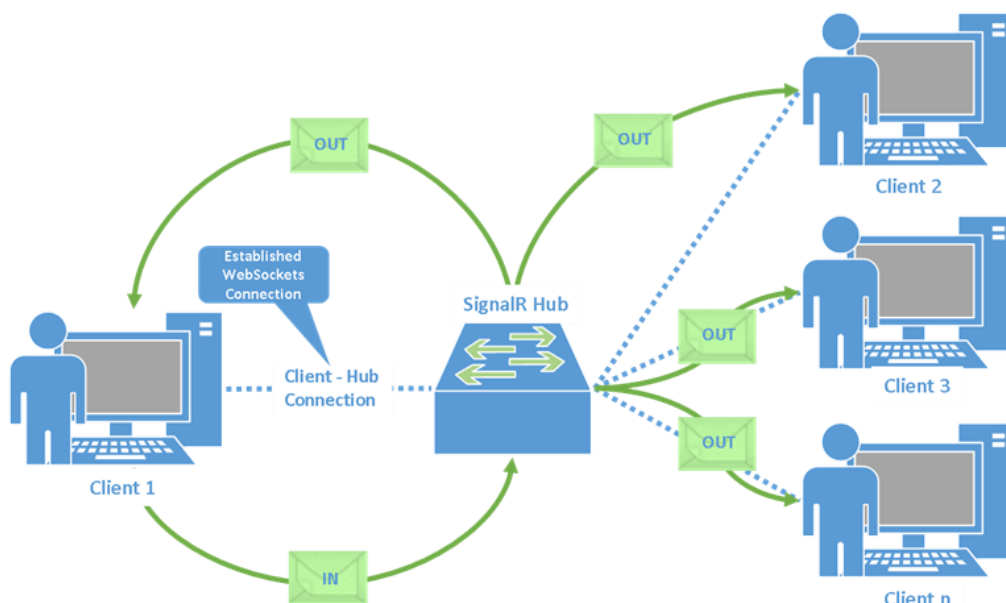 OUT
OUT
Client 2
Established
WebSockets
Connection
SignalR Hub
OUT
Client - Hub
Connection
Client 3
OUT
Client 1
IN
Client n